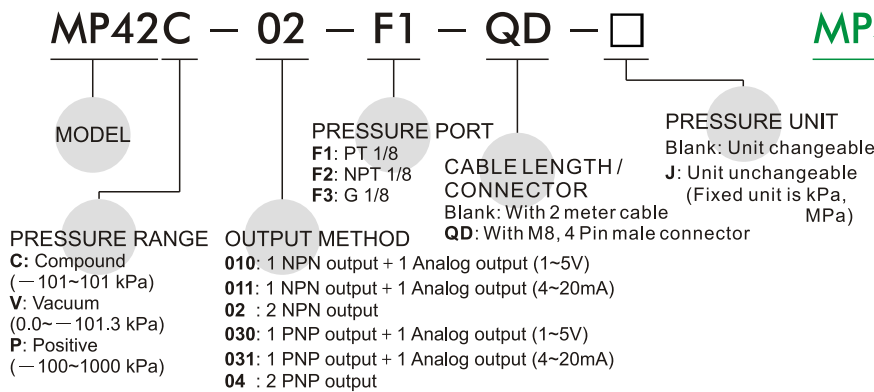 MP42C — 02 — F1 — QD — □
MP
MODEL
PRESSURE RANGE
C: Compound
(−101~101 kPa)
V: Vacuum
(0.0~−101.3 kPa)
P: Positive
(−100~1000 kPa)
OUTPUT METHOD
010: 1 NPN output + 1 Analog output (1~5V)
011: 1 NPN output + 1 Analog output (4~20mA)
02 : 2 NPN output
030: 1 PNP output + 1 Analog output (1~5V)
031: 1 PNP output + 1 Analog output (4~20mA)
04 : 2 PNP output
PRESSURE PORT
F1: PT 1/8
F2: NPT 1/8
F3: G 1/8
CABLE LENGTH /
CONNECTOR
Blank: With 2 meter cable
QD: With M8, 4 Pin male connector
PRESSURE UNIT
Blank: Unit changeable
J: Unit unchangeable
(Fixed unit is kPa,
MPa)